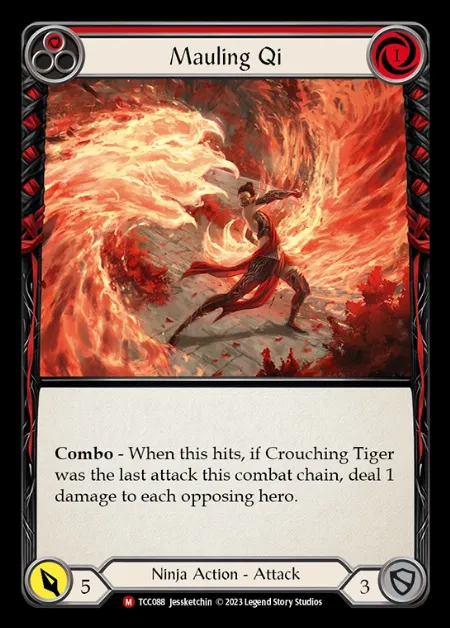 Mauling Qi
I
Combo - When this hits, if Crouching Tiger
was the last attack this combat chain, deal 1
damage to each opposing hero.
5
Ninja Action - Attack
3
M TCC088 Jessketchin © 2023 Legend Story Studios